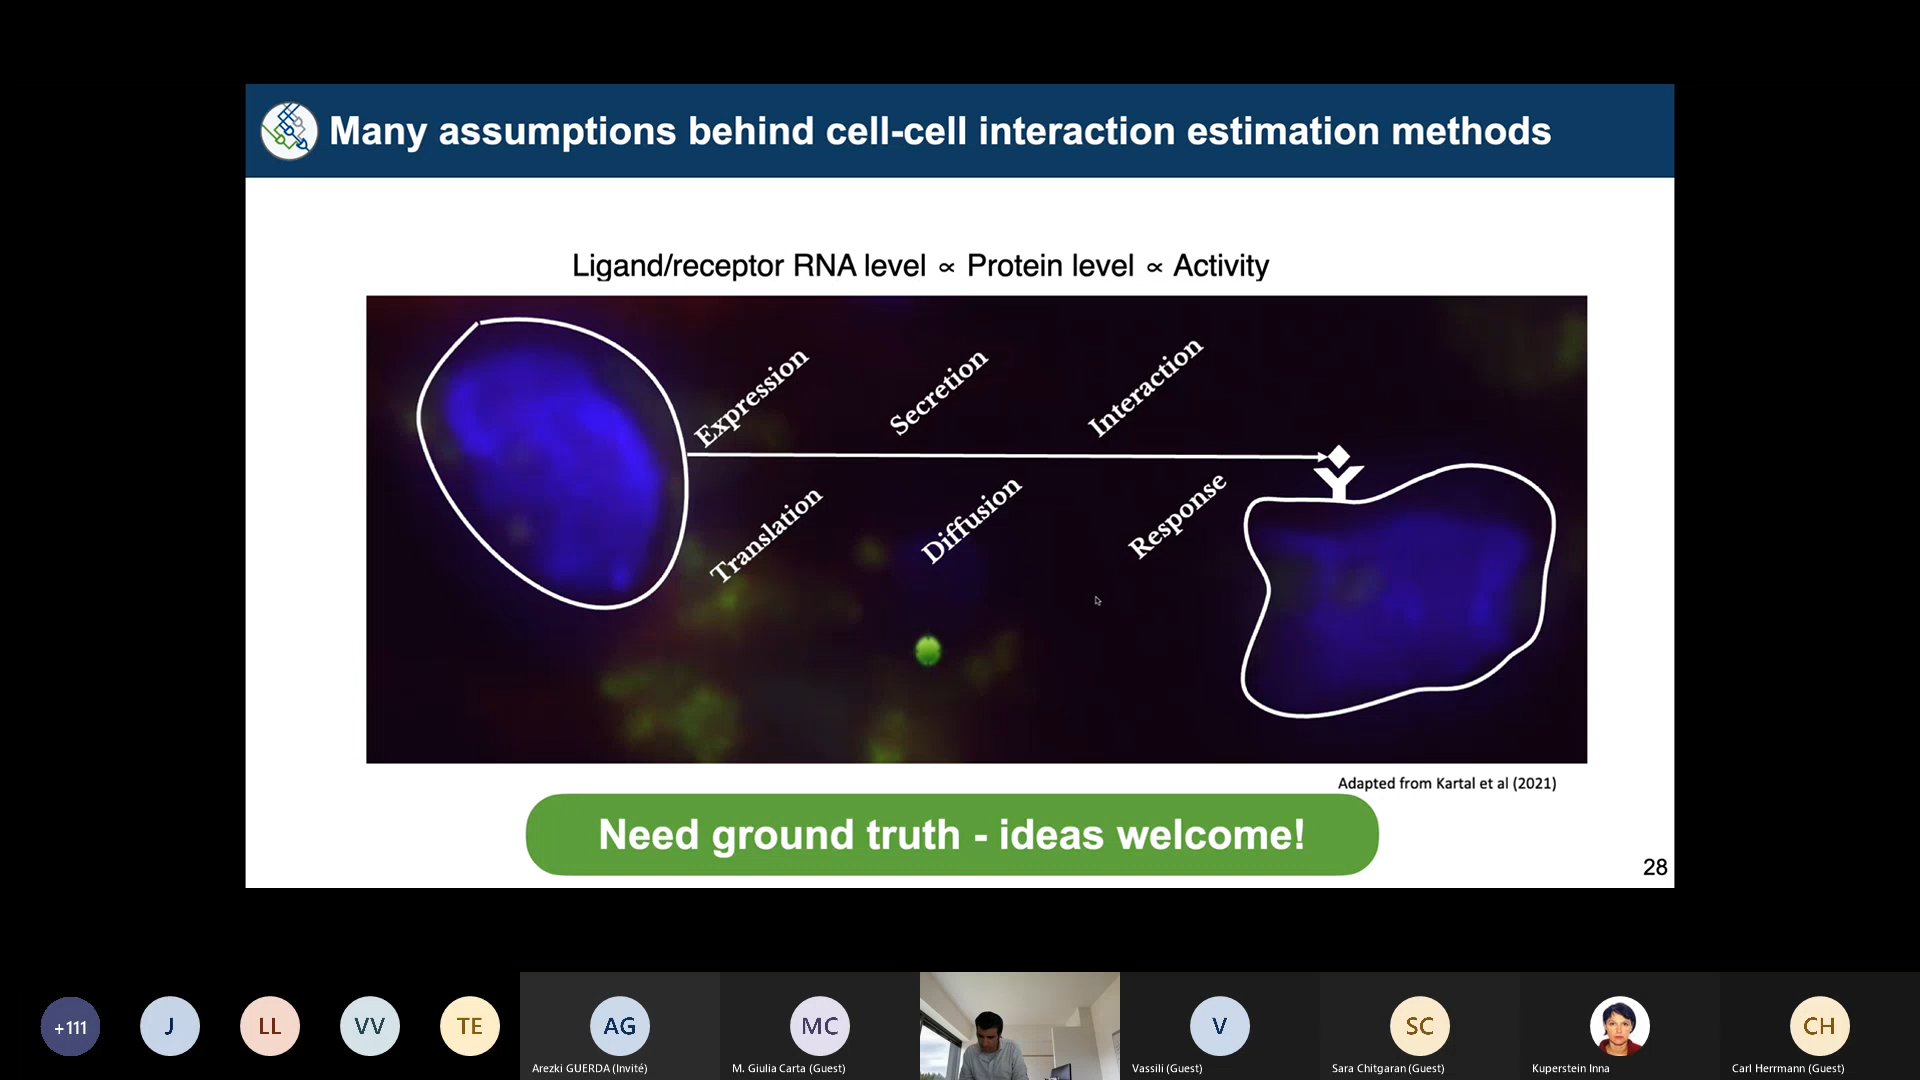 Many assumptions behind cell-cell interaction estimation methods
Ligand/receptor RNA level ∝ Protein level ∝ Activity
Expression
Secretion
Interaction
Translation
Diffusion
Response
Adapted from Kartal et al (2021)
Need ground truth - ideas welcome!
28
+111
J
LL
VV
TE
AG
MC
V
SC
CH
Arezki GUERDA (Invité)
M. Giulia Carta (Guest)
Vassili (Guest)
Sara Chitgaran (Guest)
Kuperstein Inna
Carl Herrmann (Guest)